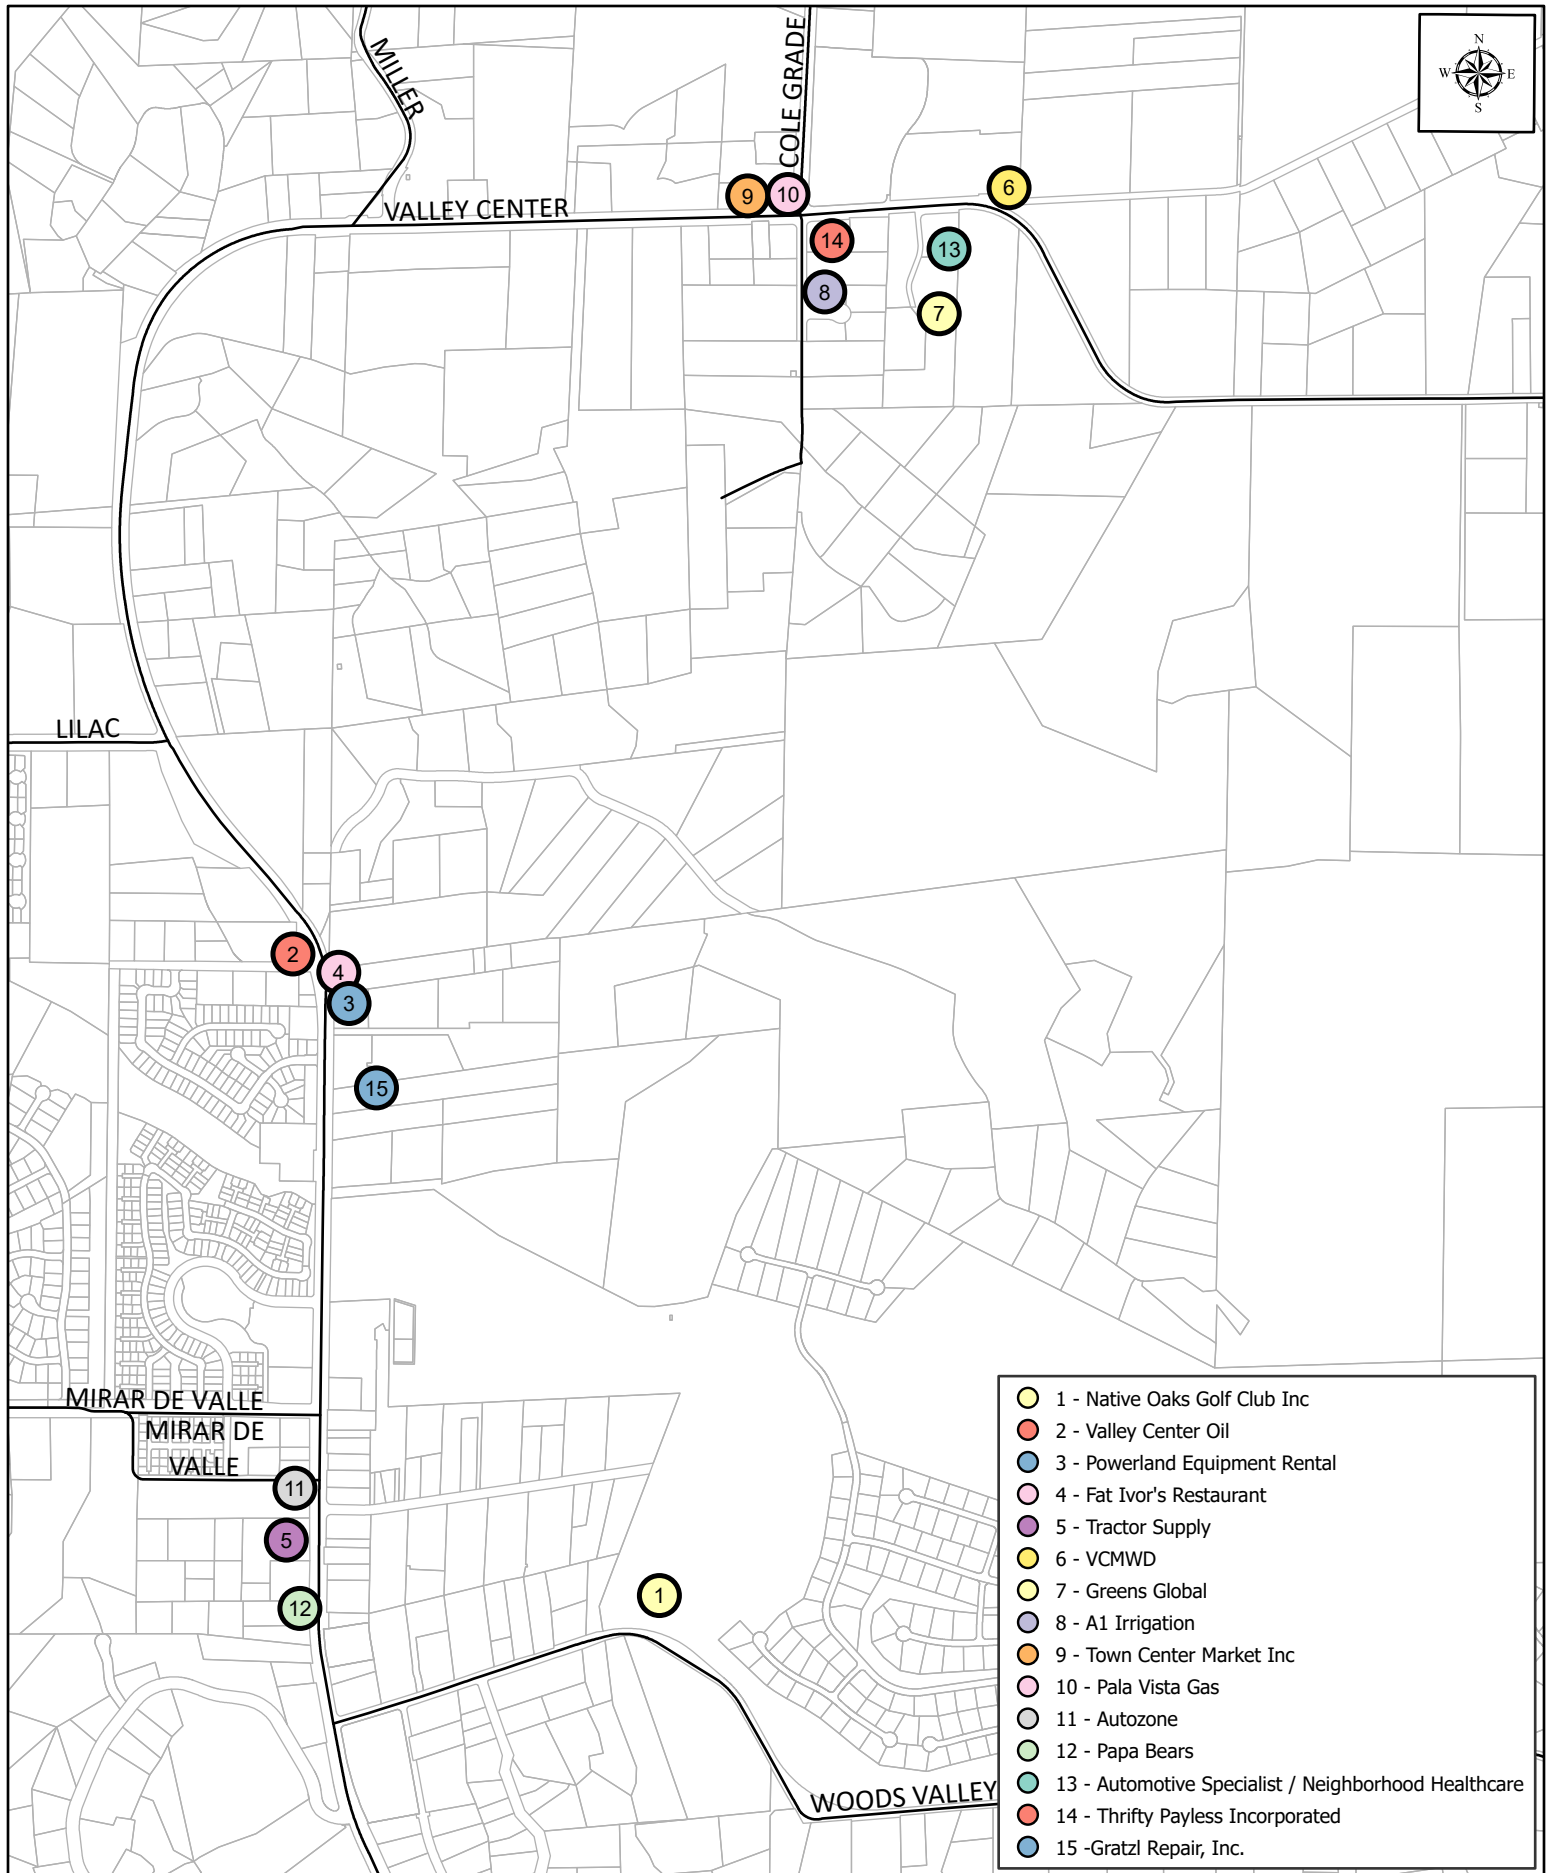 MILLER
COLE GRADE
N
W E
S
6
9
10
VALLEY CENTER
14
13
8
7
LILAC
2
4
3
15
MIRAR DE VALLE
MIRAR DE
VALLE
11
5
1
12
WOODS VALLEY
1 - Native Oaks Golf Club Inc
2 - Valley Center Oil
3 - Powerland Equipment Rental
4 - Fat Ivor's Restaurant
5 - Tractor Supply
6 - VCMWD
7 - Greens Global
8 - A1 Irrigation
9 - Town Center Market Inc
10 - Pala Vista Gas
11 - Autozone
12 - Papa Bears
13 - Automotive Specialist / Neighborhood Healthcare
14 - Thrifty Payless Incorporated
15 -Gratzl Repair, Inc.